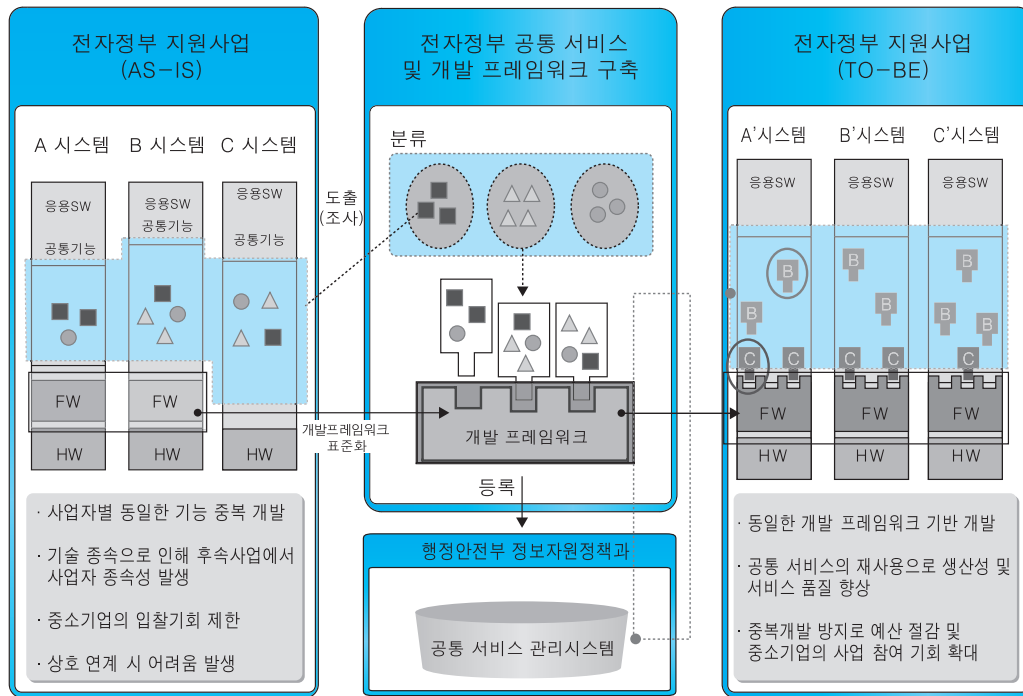 전자정부 지원사업
(AS-IS)
A 시스템
B 시스템
C 시스템
응용SW
공통기능
응용SW
공통기능
응용SW
공통기능
FW
FW
HW
HW
HW
· 사업자별 동일한 기능 중복 개발
· 기술 종속으로 인해 후속사업에서
사업자 종속성 발생
· 중소기업의 입찰기회 제한
· 상호 연계 시 어려움 발생
도출
(조사)
개발프레임워크
표준화
전자정부 공통 서비스
및 개발 프레임워크 구축
분류
개발 프레임워크
등록
행정안전부 정보자원정책과
공통 서비스 관리시스템
전자정부 지원사업
(TO-BE)
A'시스템
B'시스템
C'시스템
응용SW
응용SW
응용SW
B
B
B
B
B
B
B
C
C
C
C
C
FW
FW
FW
HW
HW
HW
· 동일한 개발 프레임워크 기반 개발
· 공통 서비스의 재사용으로 생산성 및
서비스 품질 향상
· 중복개발 방지로 예산 절감 및
중소기업의 사업 참여 기회 확대